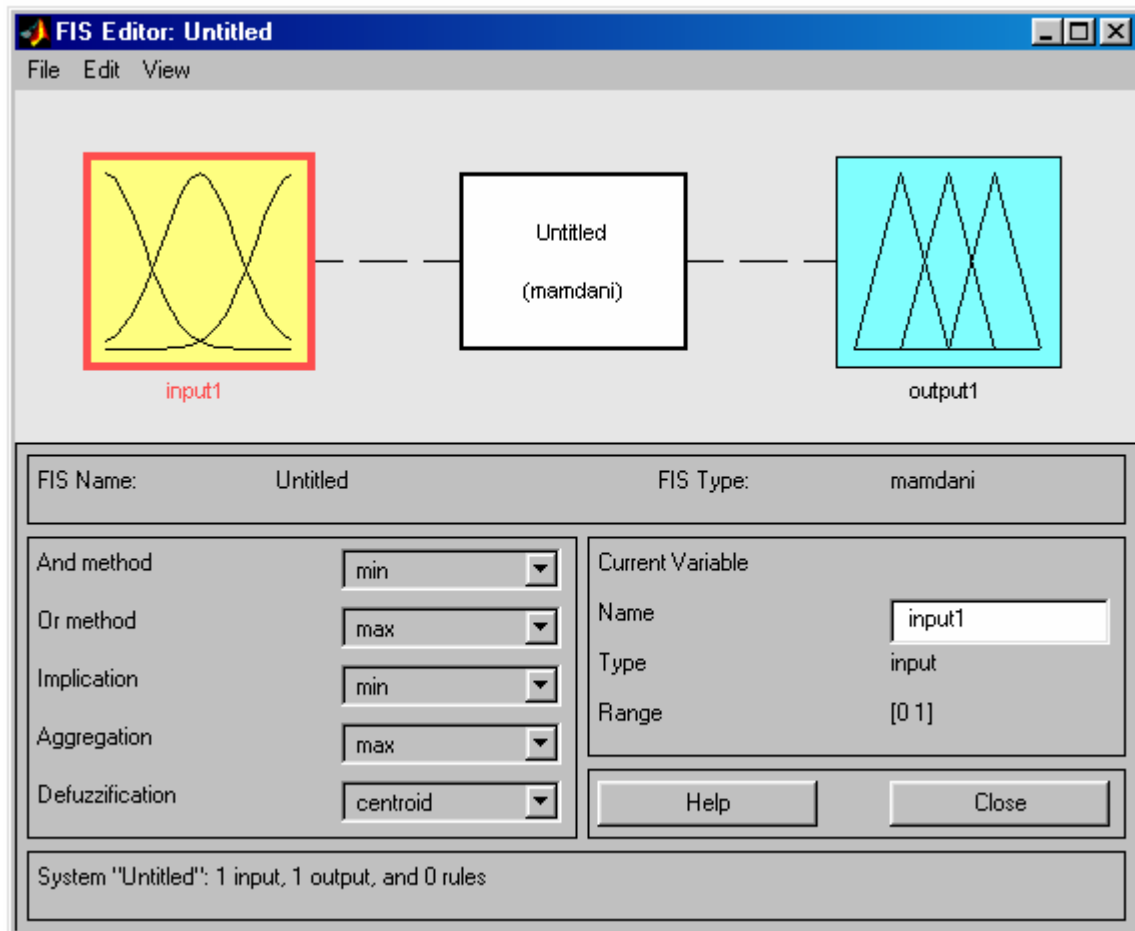 FIS Editor: Untitled
File Edit View
Untitled
(mamdani)
input1
output1
FIS Name: Untitled FIS Type: mamdani
And method min
Or method max
Implication min
Aggregation max
Defuzzification centroid
Current Variable
Name input1
Type input
Range [0 1]
Help Close
System "Untitled": 1 input, 1 output, and 0 rules